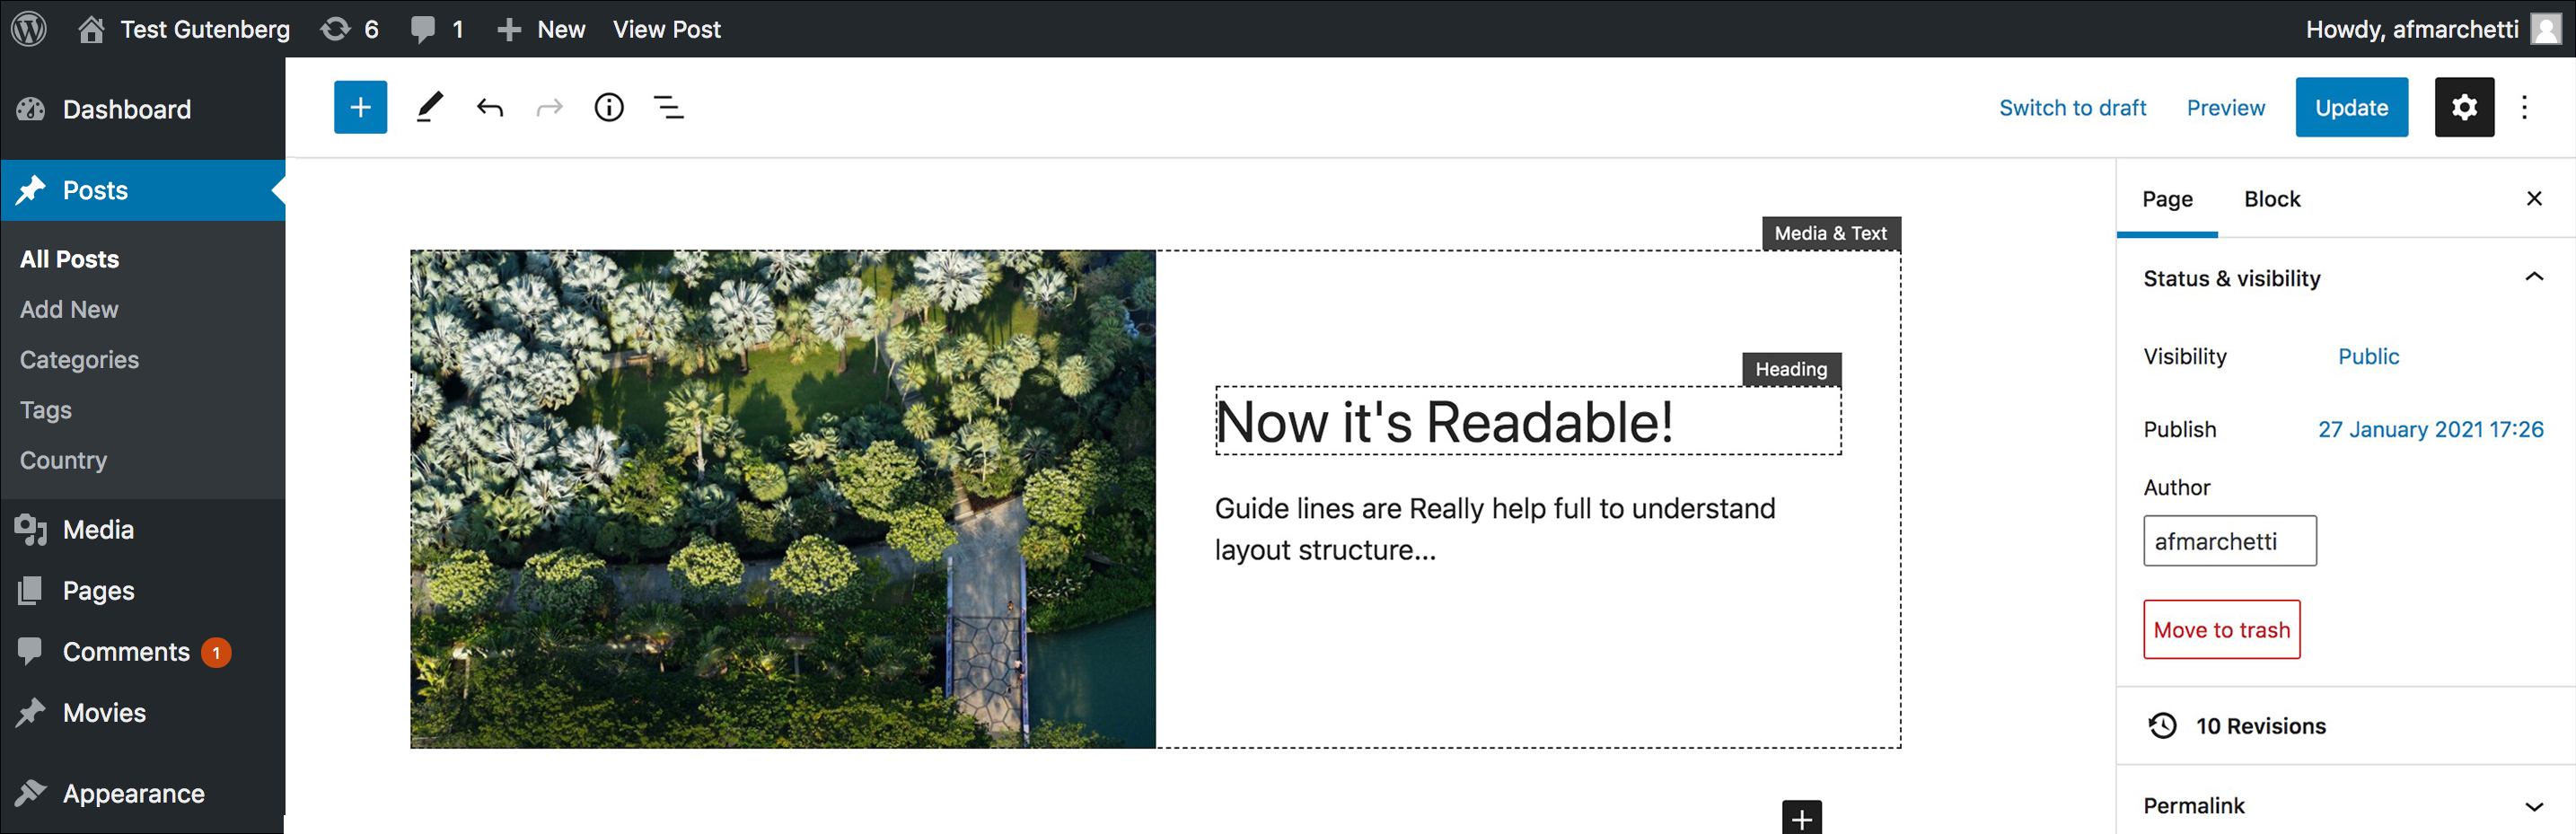 Test Gutenberg 6 1 New View Post Howdy, afmarchetti
Dashboard
Posts
All Posts
Add New
Categories
Tags
Country
Media
Pages
Comments 1
Movies
Appearance
Switch to draft Preview Update
Media & Text
Heading
Now it's Readable!
Guide lines are Really help full to understand
layout structure...
Page Block
Status & visibility
Visibility Public
Publish 27 January 2021 17:26
Author
afmarchetti
Move to trash
10 Revisions
Permalink